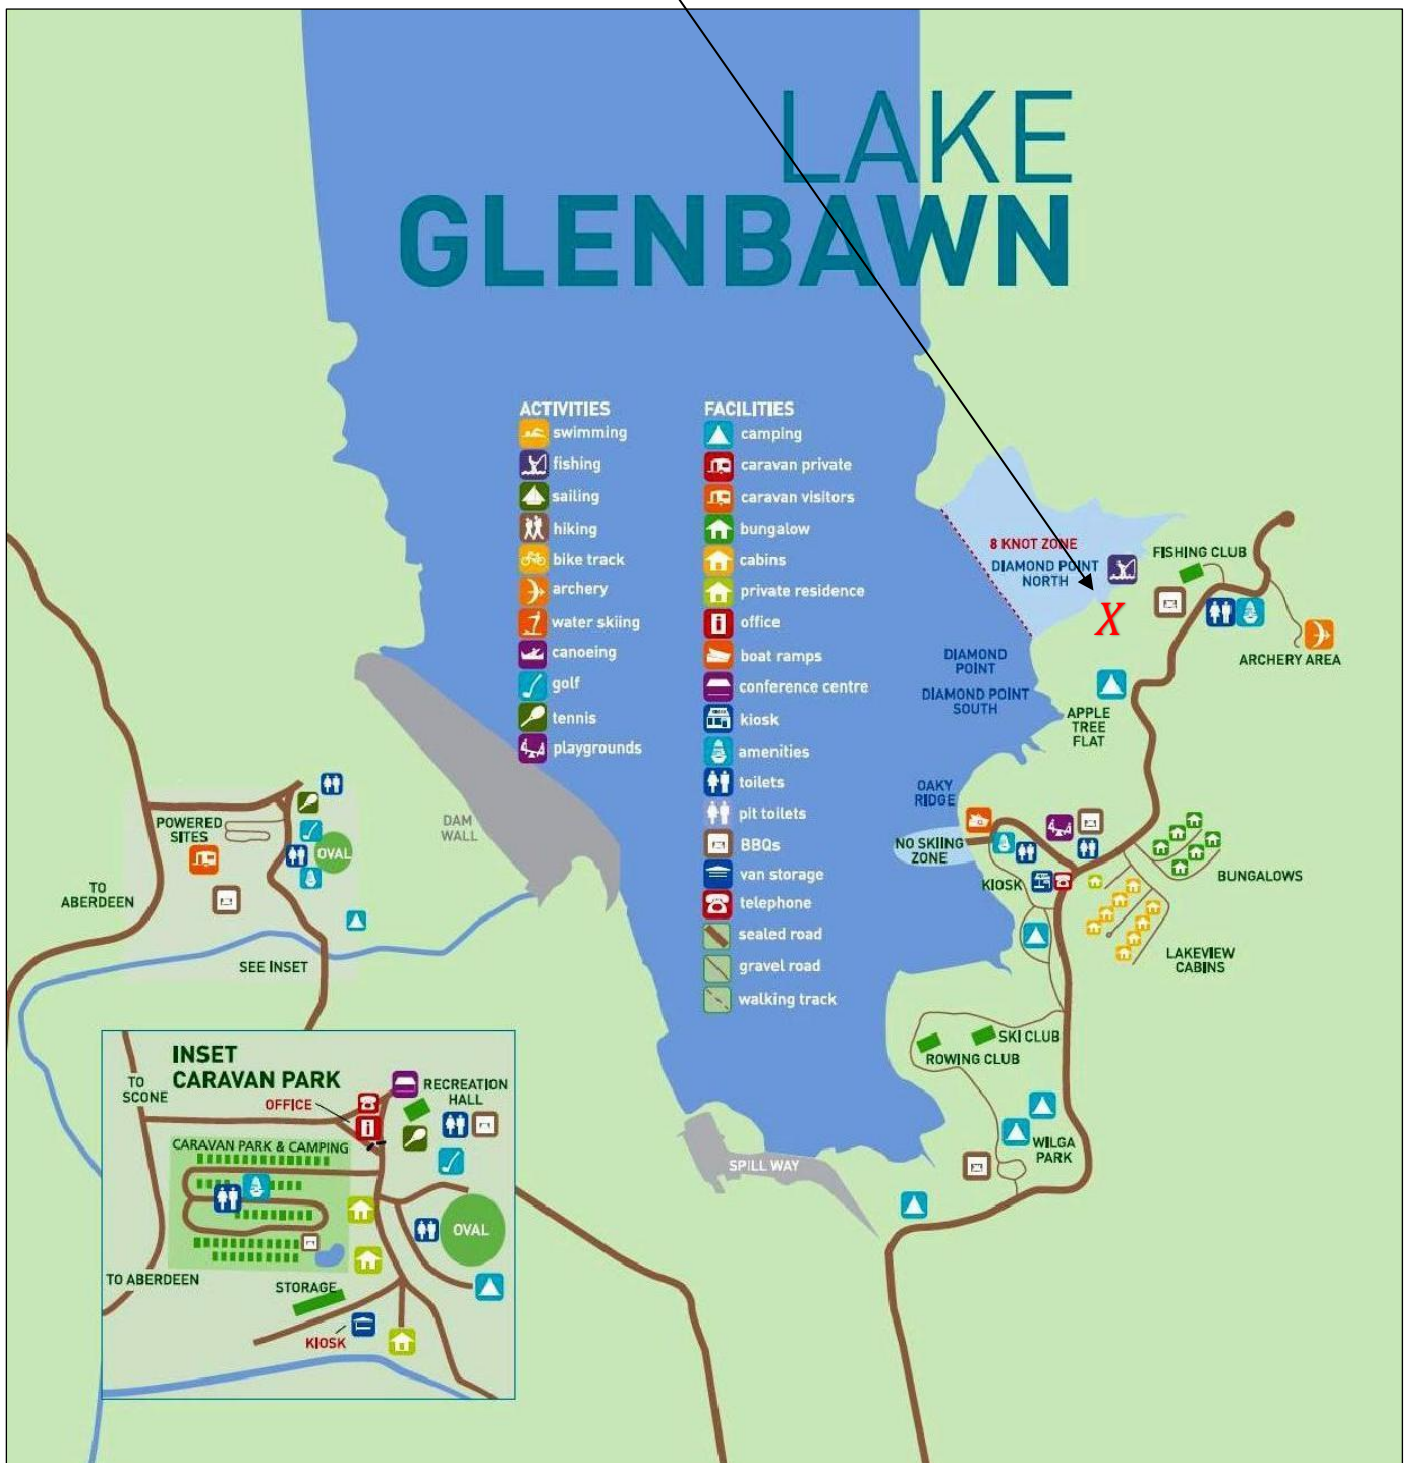 LAKE
GLENBAWN
ACTIVITIES
swimming
fishing
sailing
hiking
bike track
archery
water skiing
canoeing
golf
tennis
playgrounds
FACILITIES
camping
caravan private
caravan visitors
bungalow
cabins
private residence
office
boat ramps
conference centre
kiosk
amenities
toilets
pit toilets
BBQs
van storage
telephone
sealed road
gravel road
walking track
8 KNOT ZONE
DIAMOND POINT
NORTH
X
FISHING CLUB
ARCHERY AREA
DIAMOND
POINT
DIAMOND POINT
SOUTH
APPLE
TREE
FLAT
OAKY
RIDGE
NO SKIING
ZONE
KIOSK
BUNGALOWS
LAKEVIEW
CABINS
SKI CLUB
ROWING CLUB
WILGA
PARK
SPILL WAY
DAM
WALL
POWERED
SITES
OVAL
TO
ABERDEEN
SEE INSET
INSET
CARAVAN PARK
TO
SCONE
OFFICE
RECREATION
HALL
CARAVAN PARK & CAMPING
OVAL
TO ABERDEEN
STORAGE
KIOSK